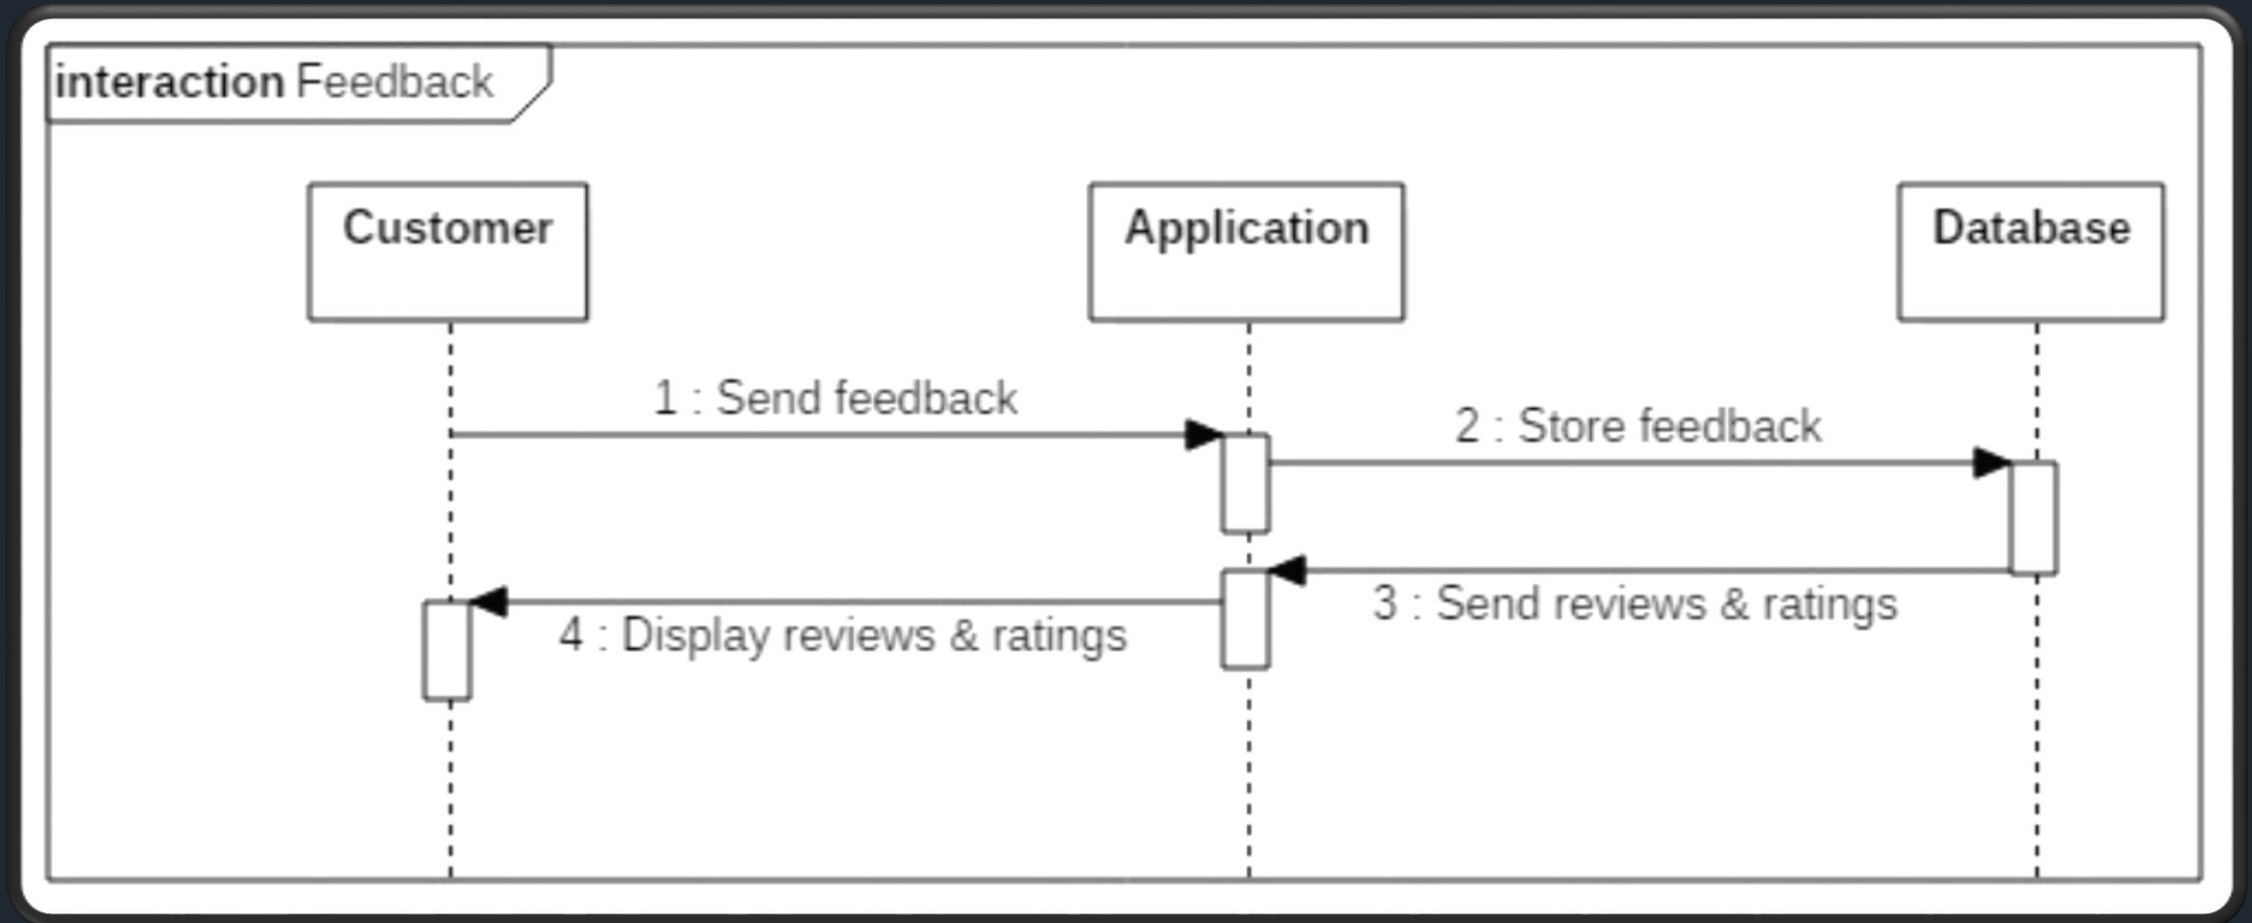 interaction Feedback
Customer
Application
Database
1 : Send feedback
2 : Store feedback
3 : Send reviews & ratings
4 : Display reviews & ratings